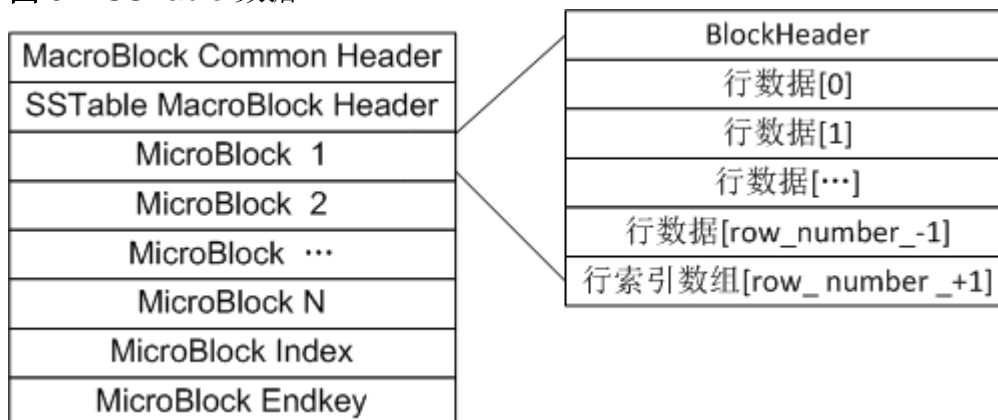 MacroBlock Common Header
SSTable MacroBlock Header
MicroBlock 1
MicroBlock 2
MicroBlock ⋯
MicroBlock N
MicroBlock Index
MicroBlock Endkey
BlockHeader
行数据[0]
行数据[1]
行数据[⋯]
行数据[row_number_-1]
行索引数组[row_ number _+1]